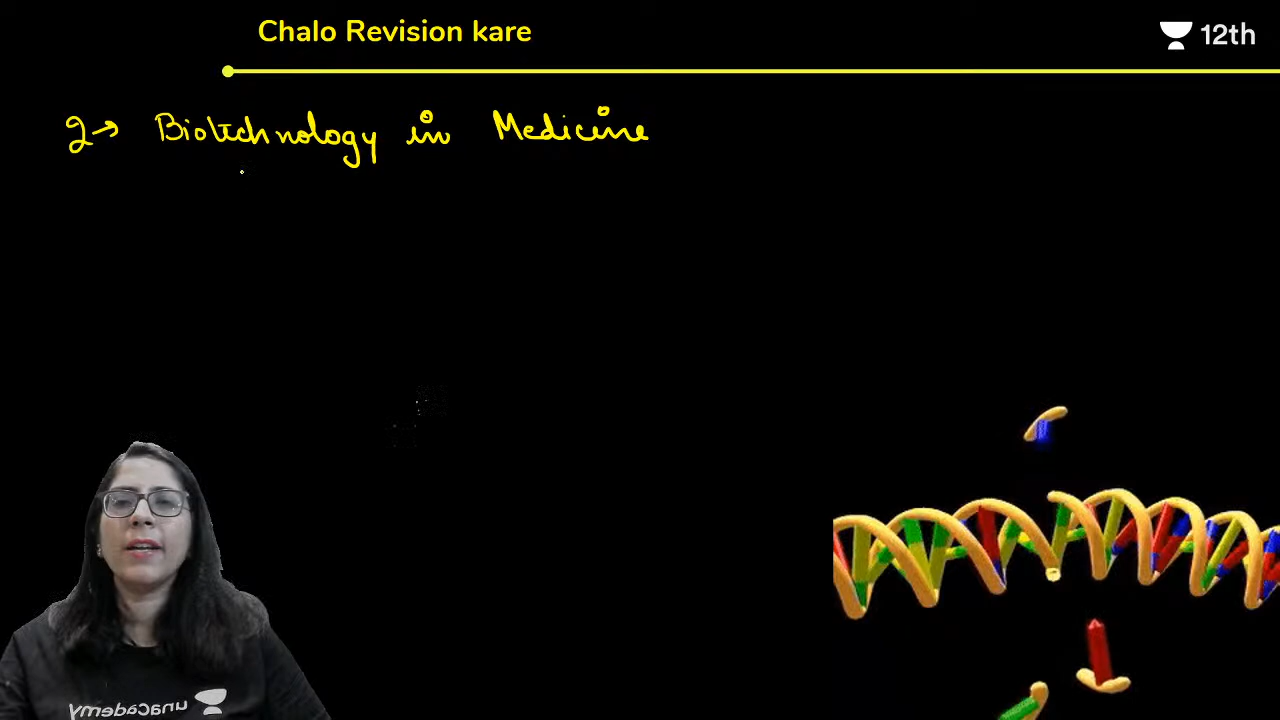 Chalo Revision kare
12th
2→ Biotechnology in Medicine
unacademy